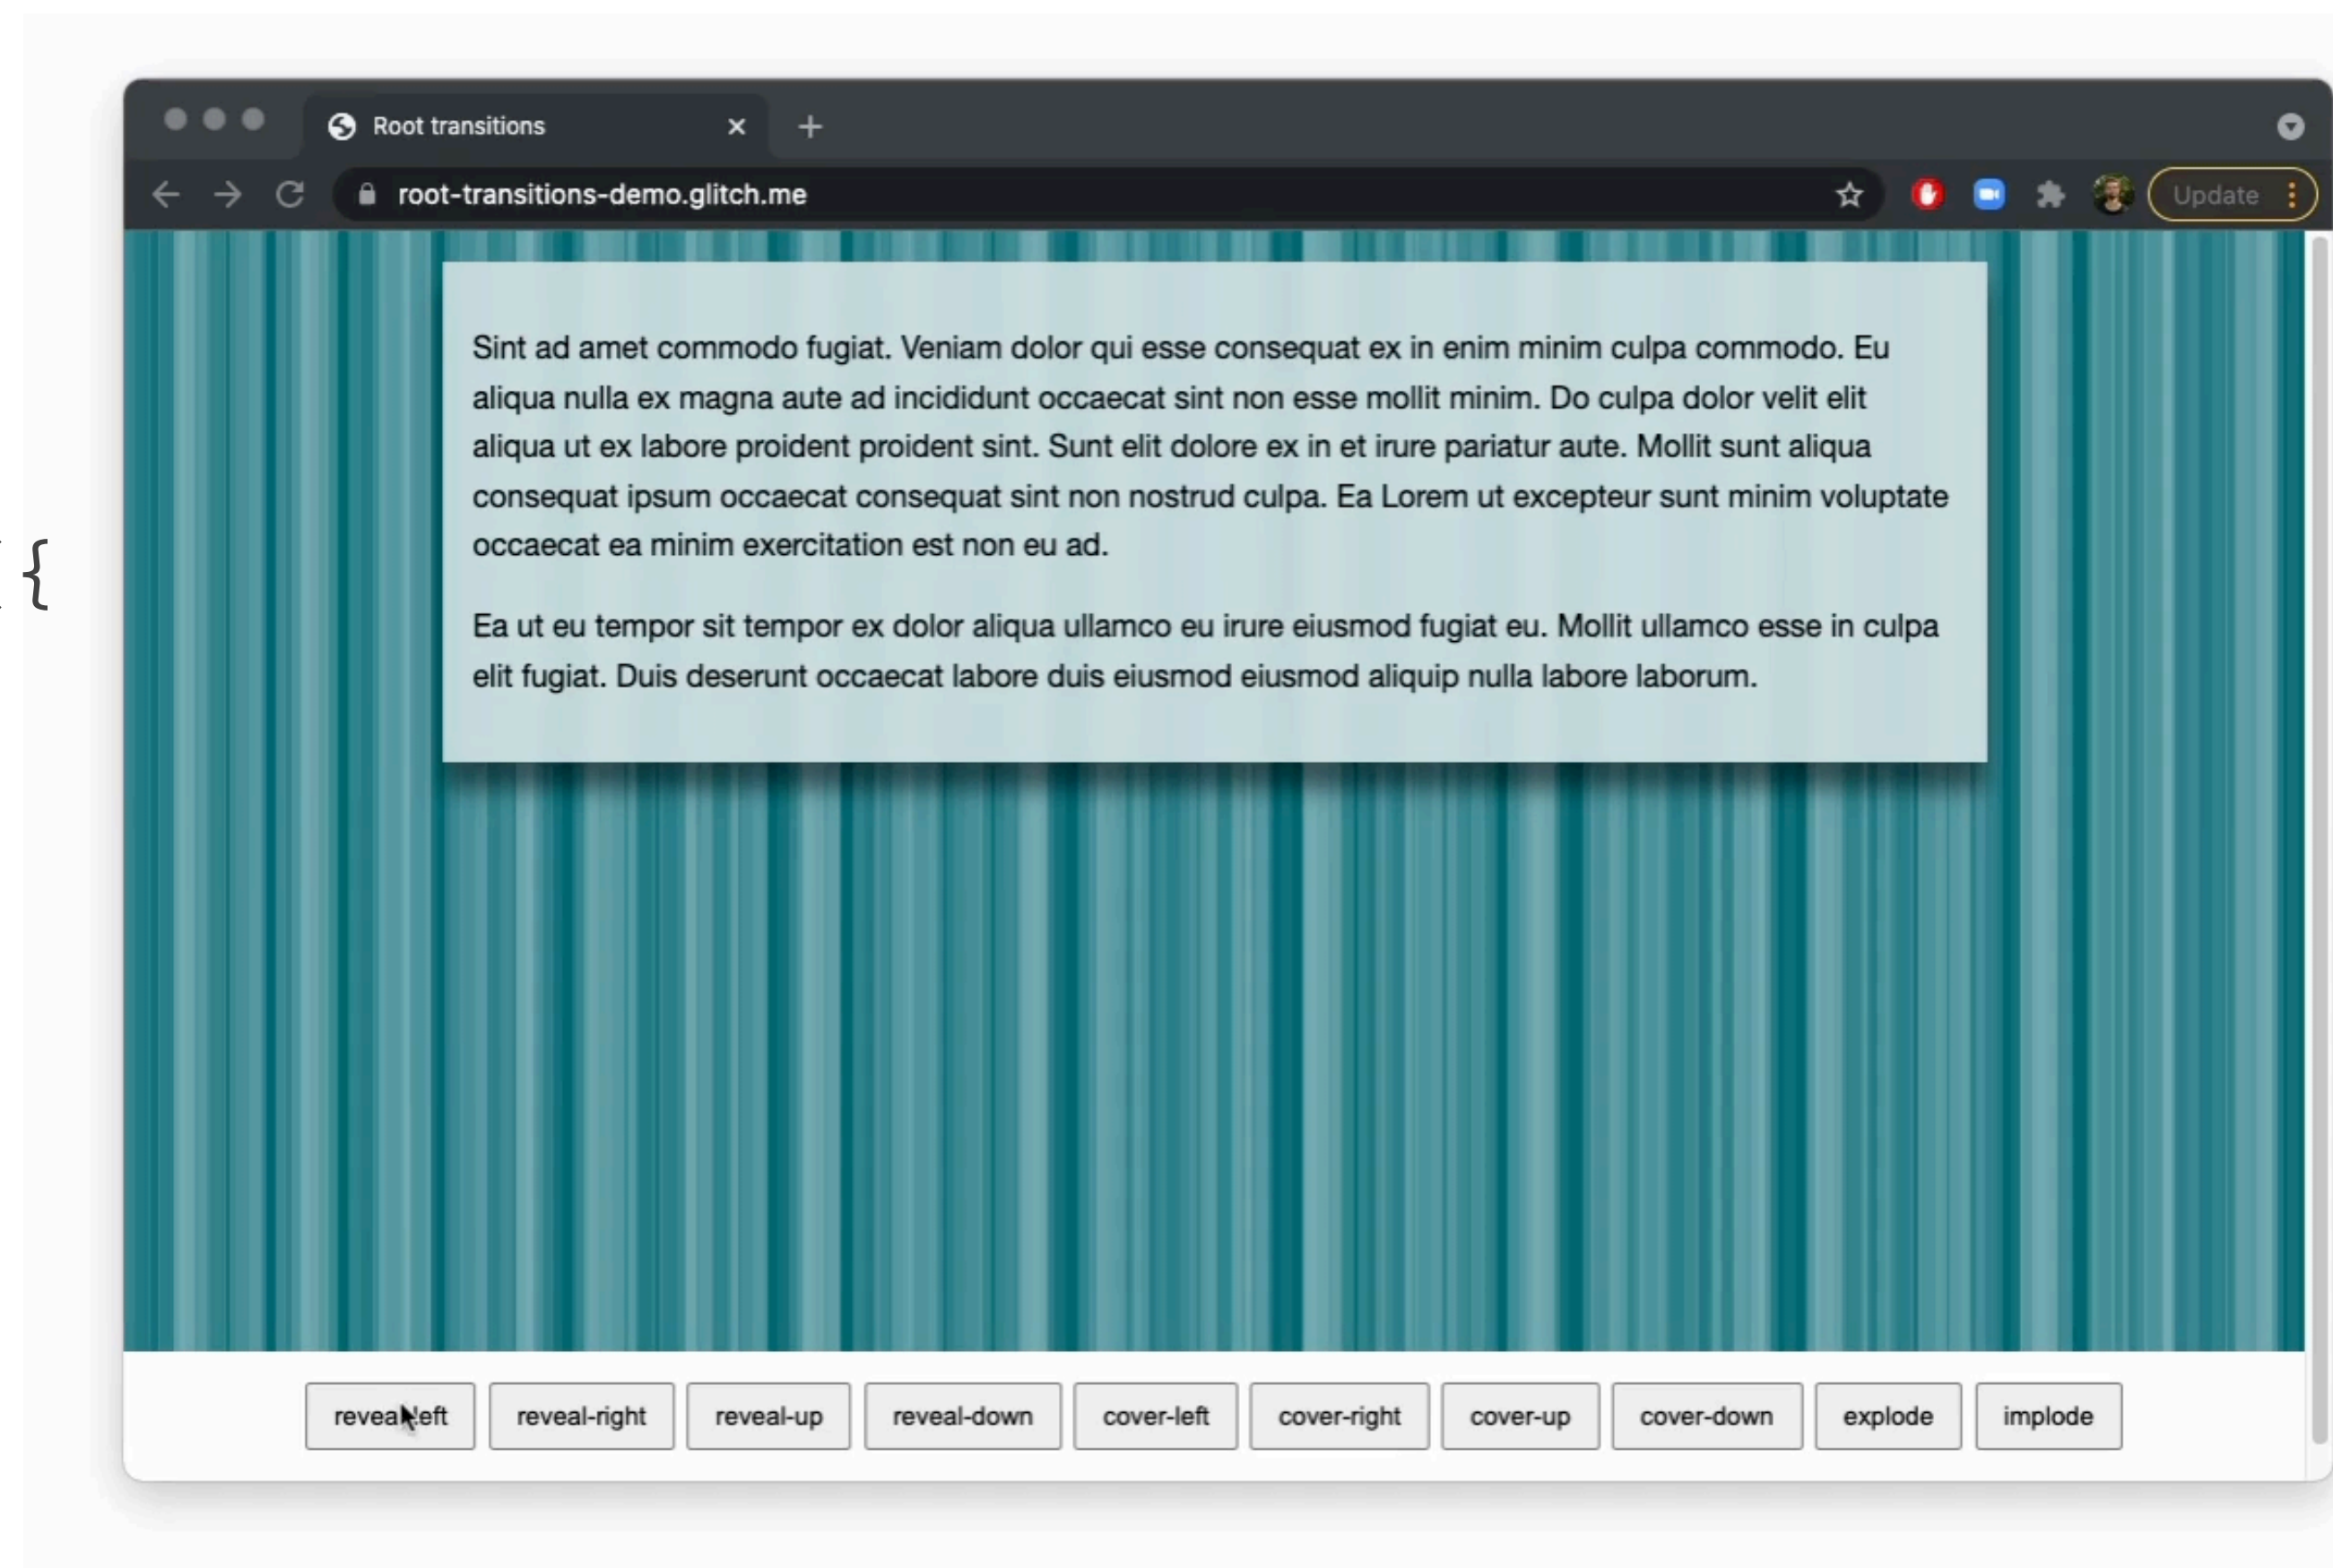 Root transitions
root-transitions-demo.glitch.me
Update
Sint ad amet commodo fugiat. Veniam dolor qui esse consequat ex in enim minim culpa commodo. Eu
aliqua nulla ex magna aute ad incididunt occaecat sint non esse mollit minim. Do culpa dolor velit elit
aliqua ut ex labore proident proident sint. Sunt elit dolore ex in et irure pariatur aute. Mollit sunt aliqua
consequat ipsum occaecat consequat sint non nostrud culpa. Ea Lorem ut excepteur sunt minim voluptate
occaecat ea minim exercitation est non eu ad.
{
Ea ut eu tempor sit tempor ex dolor aliqua ullamco eu irure eiusmod fugiat eu. Mollit ullamco esse in culpa
elit fugiat. Duis deserunt occaecat labore duis eiusmod eiusmod aliquip nulla labore laborum.
reveal-left reveal-right reveal-up reveal-down cover-left cover-right cover-up cover-down explode implode